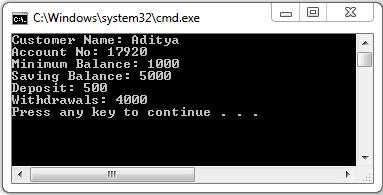 C:\Windows\system32\cmd.exe
Customer Name: Aditya
Account No: 17920
Minimum Balance: 1000
Saving Balance: 5000
Deposit: 500
Withdrawals: 4000
Press any key to continue . . .